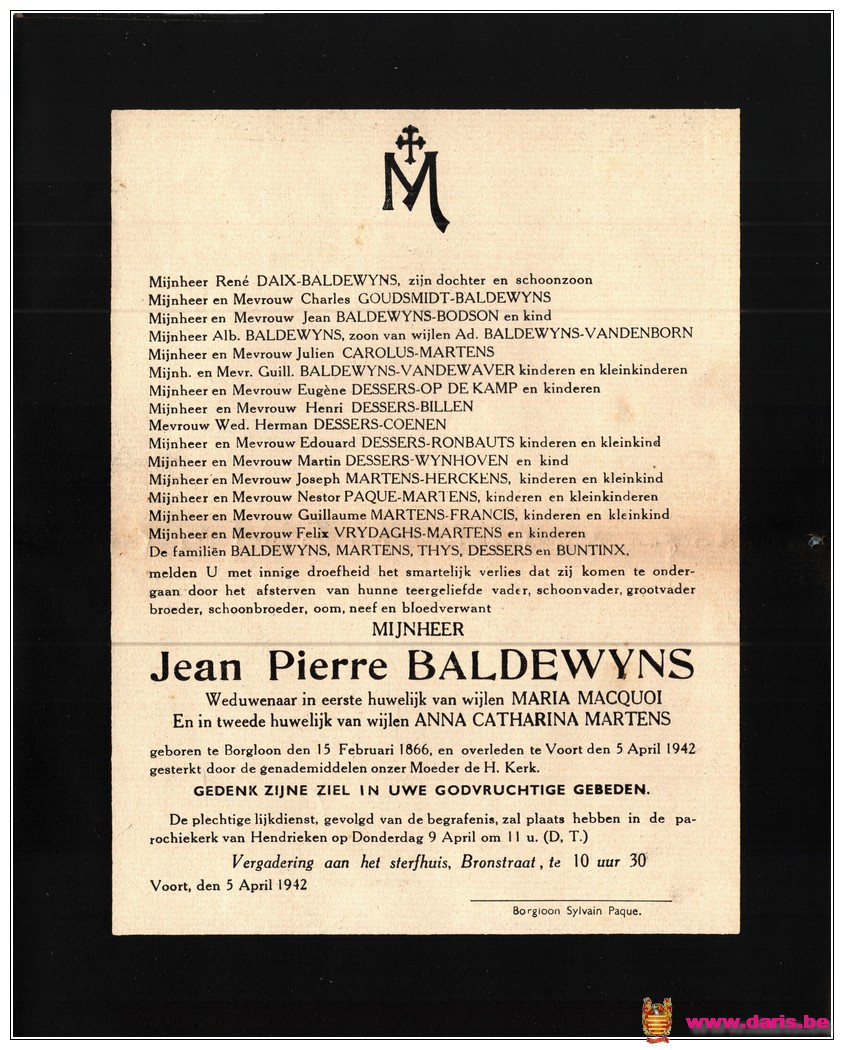 M
Mijnheer René DAIX-BALDEWYNS, zijn dochter en schoonzoon
Mijnheer en Mevrouw Charles GOUDSMIDT-BALDEWYNS
Mijnheer en Mevrouw Jean BALDEWYNS-BODSON en kind
Mijnheer Alb. BALDEWYNS, zoon van wijlen Ad. BALDEWYNS-VANDENBORN
Mijnheer en Mevrouw Julien CAROLUS-MARTENS
Mijnh. en Mevr. Guill. BALDEWYNS-VANDEWAVER kinderen en kleinkinderen
Mijnheer en Mevrouw Eugène DESSERS-OP DE KAMP en kinderen
Mijnheer en Mevrouw Henri DESSERS-BILLEN
Mevrouw Wed. Herman DESSERS-COENEN
Mijnheer en Mevrouw Edouard DESSERS-RONBAUTS kinderen en kleinkind
Mijnheer en Mevrouw Martin DESSERS-WYNHOVEN en kind
Mijnheer en Mevrouw Joseph MARTENS-HERCKENS, kinderen en kleinkind
Mijnheer en Mevrouw Nestor PAQUE-MARTENS, kinderen en kleinkinderen
Mijnheer en Mevrouw Guillaume MARTENS-FRANCIS, kinderen en kleinkind
Mijnheer en Mevrouw Felix VRYDAGHS-MARTENS en kinderen
De familiën BALDEWYNS, MARTENS, THYS, DESSERS en BUNTINX,
melden U met innige droefheid het smartelijk verlies dat zij komen te onder-
gaan door het afsterven van hunne teergeliefde vader, schoonvader, grootvader
broeder, schoonbroeder, oom, neef en bloedverwant
MIJNHEER
Jean Pierre BALDEWYNS
Weduwenaar in eerste huwelijk van wijlen MARIA MACQUOI
En in tweede huwelijk van wijlen ANNA CATHARINA MARTENS
geboren te Borgloon den 15 Februari 1866, en overleden te Voort den 5 April 1942
gesterkt door de genademiddelen onzer Moeder de H. Kerk.
GEDENK ZIJNE ZIEL IN UWE GODVRUCHTIGE GEBEDEN.
De plechtige lijkdienst, gevolgd van de begrafenis, zal plaats hebben in de pa-
rochiekerk van Hendrieken op Donderdag 9 April om 11 u. (D, T.)
Vergadering aan het sterfhuis, Bronstraat, te 10 uur 30
Voort, den 5 April 1942
Borgloon Sylvain Paque.
www.daris.be